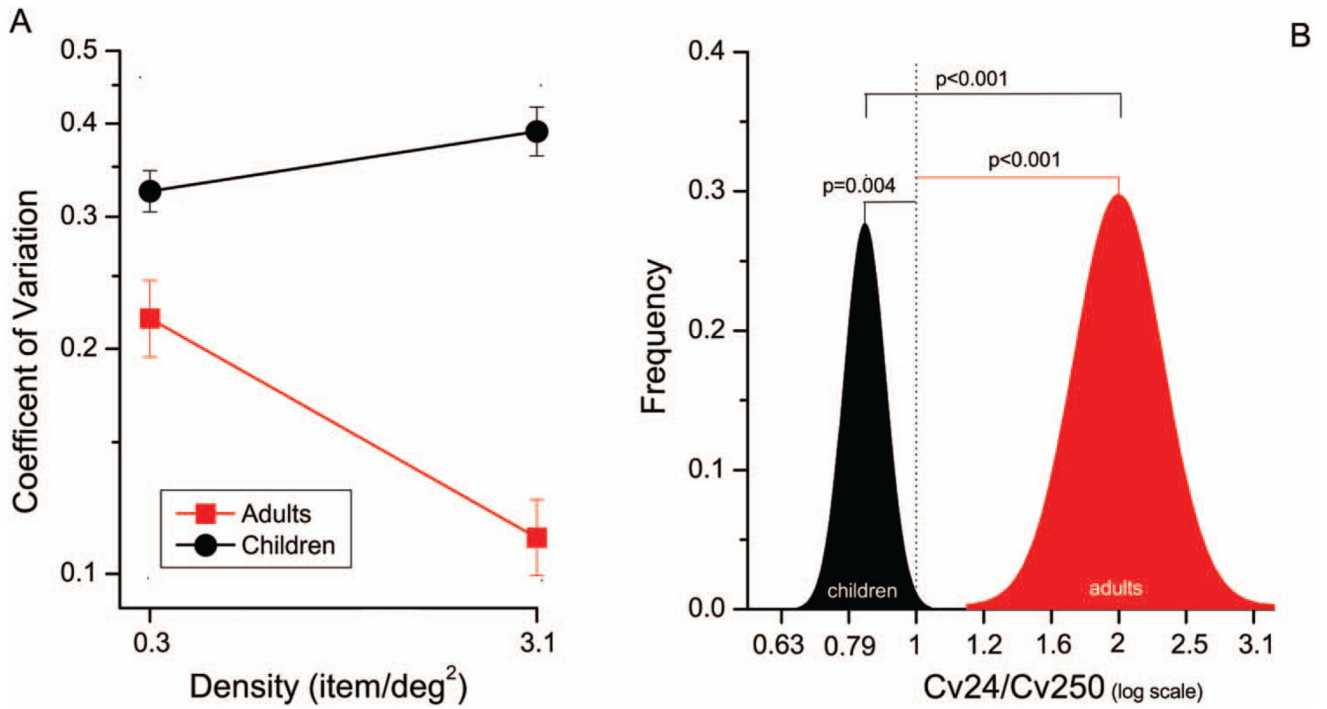 A
0.5
0.4
0.3
0.2
0.1
Coefficent of Variation
Adults
Children
0.3
3.1
Density (item/deg²)
B
0.4
0.3
0.2
0.1
0.0
Frequency
p<0.001
p<0.001
p=0.004
children
adults
0.63
0.79
1
1.2
1.6
2
2.5
3.1
Cv24/Cv250 (log scale)